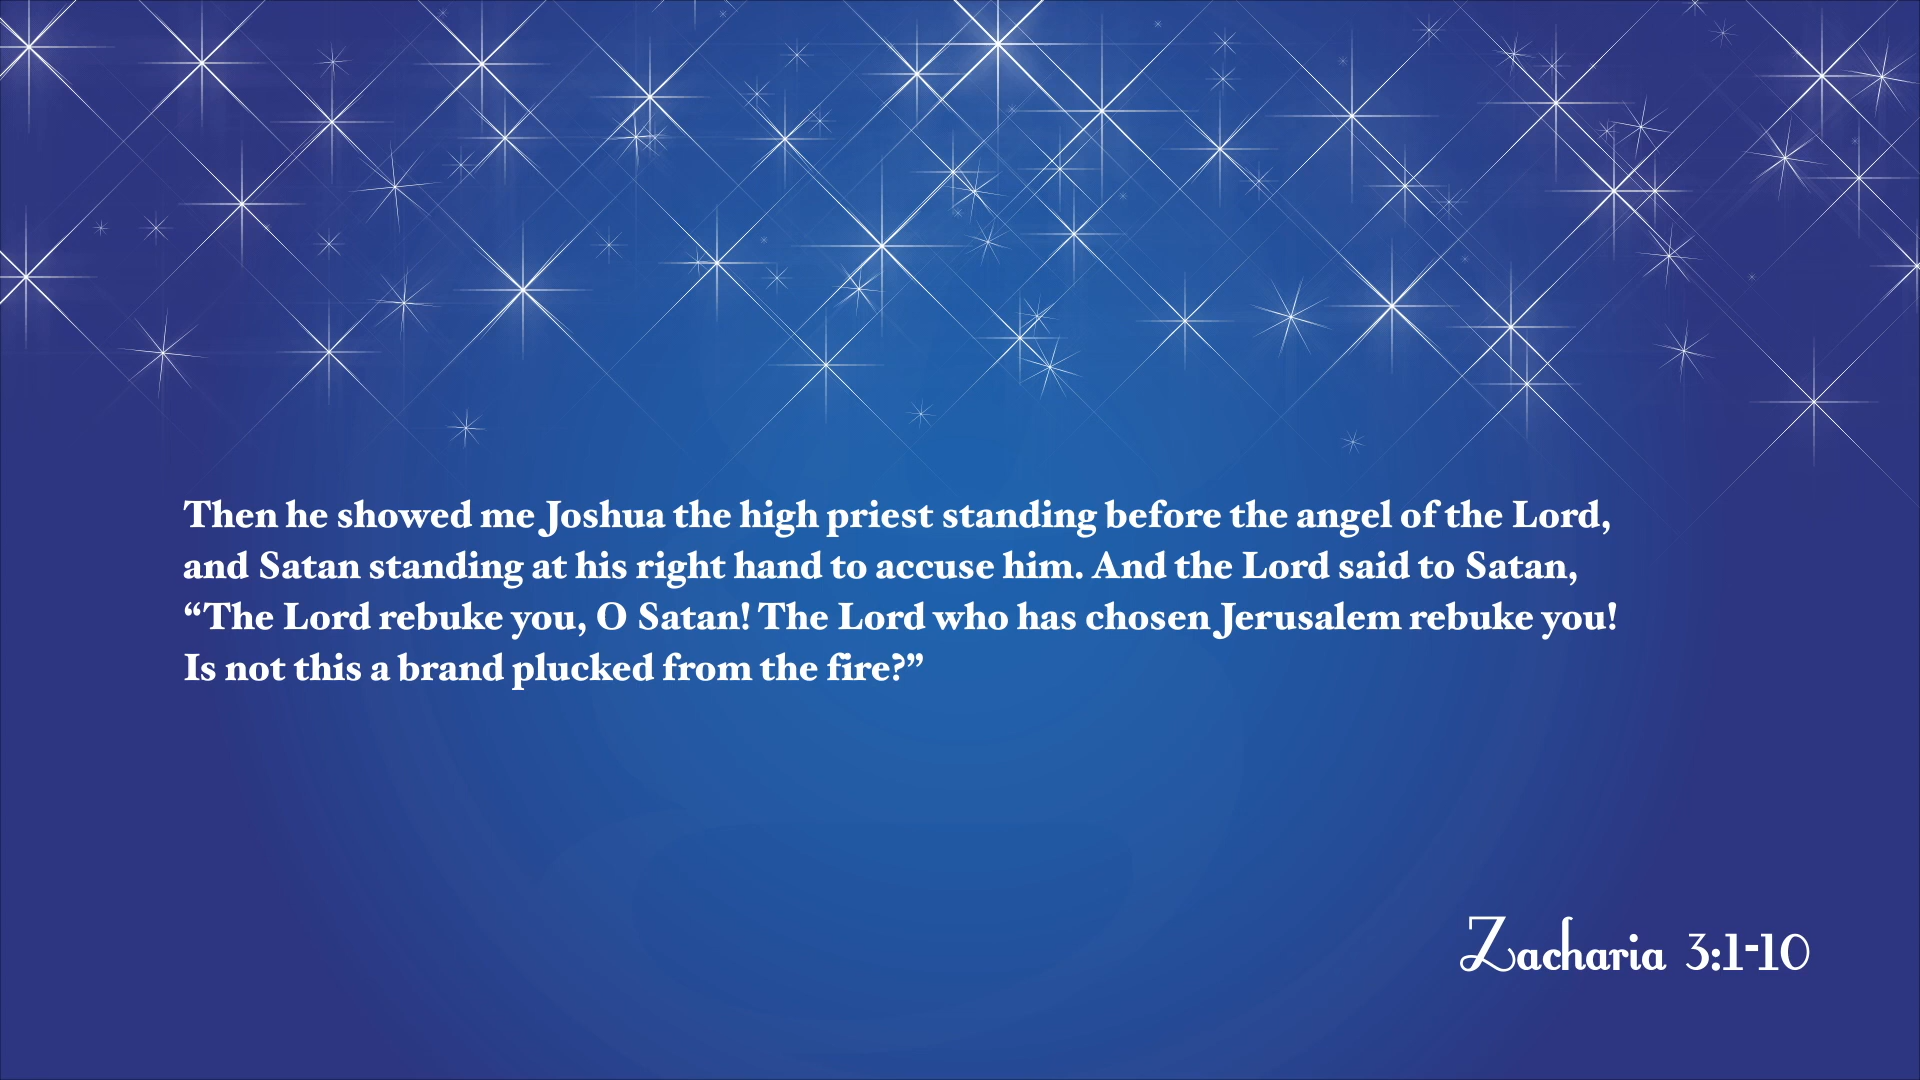 Then he showed me Joshua the high priest standing before the angel of the Lord,
and Satan standing at his right hand to accuse him. And the Lord said to Satan,
“The Lord rebuke you, O Satan! The Lord who has chosen Jerusalem rebuke you!
Is not this a brand plucked from the fire?”
Zacharia 3:1-10